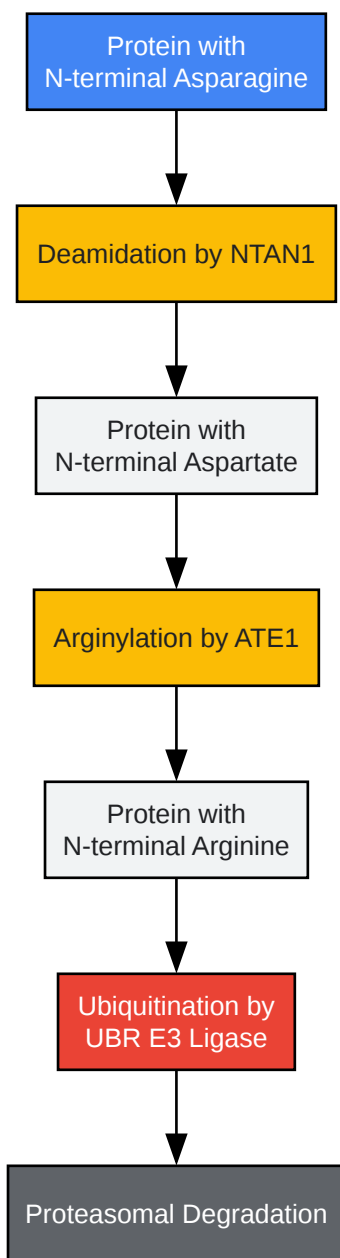 Protein with
N-terminal Asparagine
Deamidation by NTAN1
Protein with
N-terminal Aspartate
Arginylation by ATE1
Protein with
N-terminal Arginine
Ubiquitination by
UBR E3 Ligase
Proteasomal Degradation